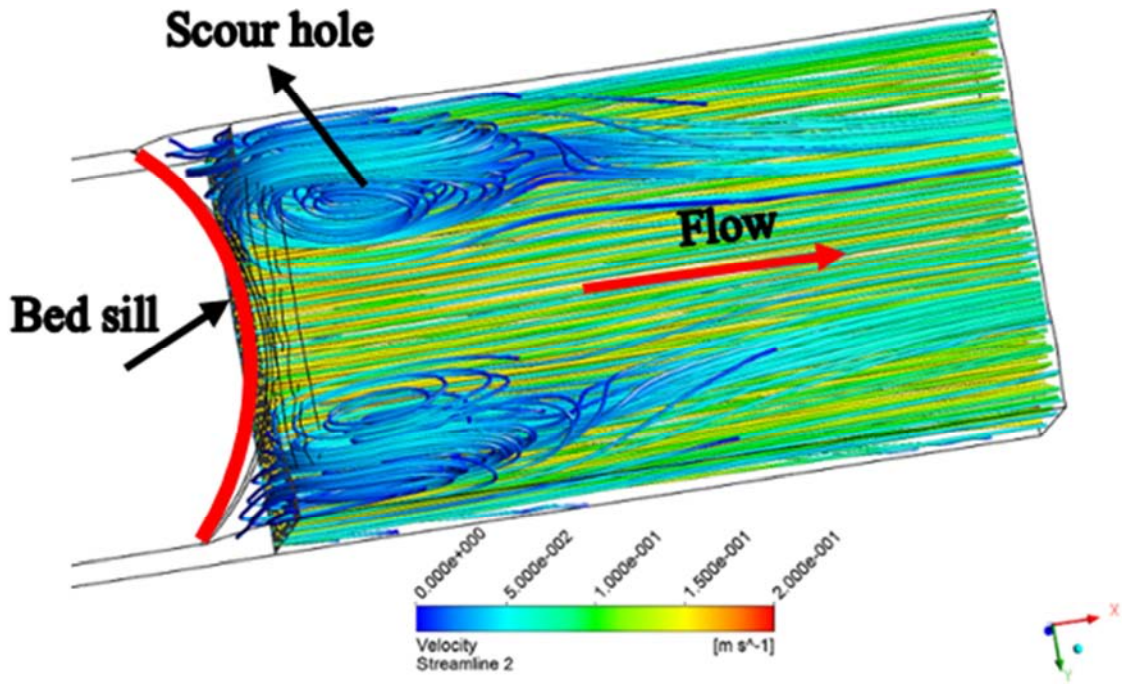 Scour hole
Flow
Bed sill
0.000e+000
5.000e-002
1.000e-001
1.500e-001
2.000e-001
Velocity
[m s^-1]
Streamline 2
X
Y